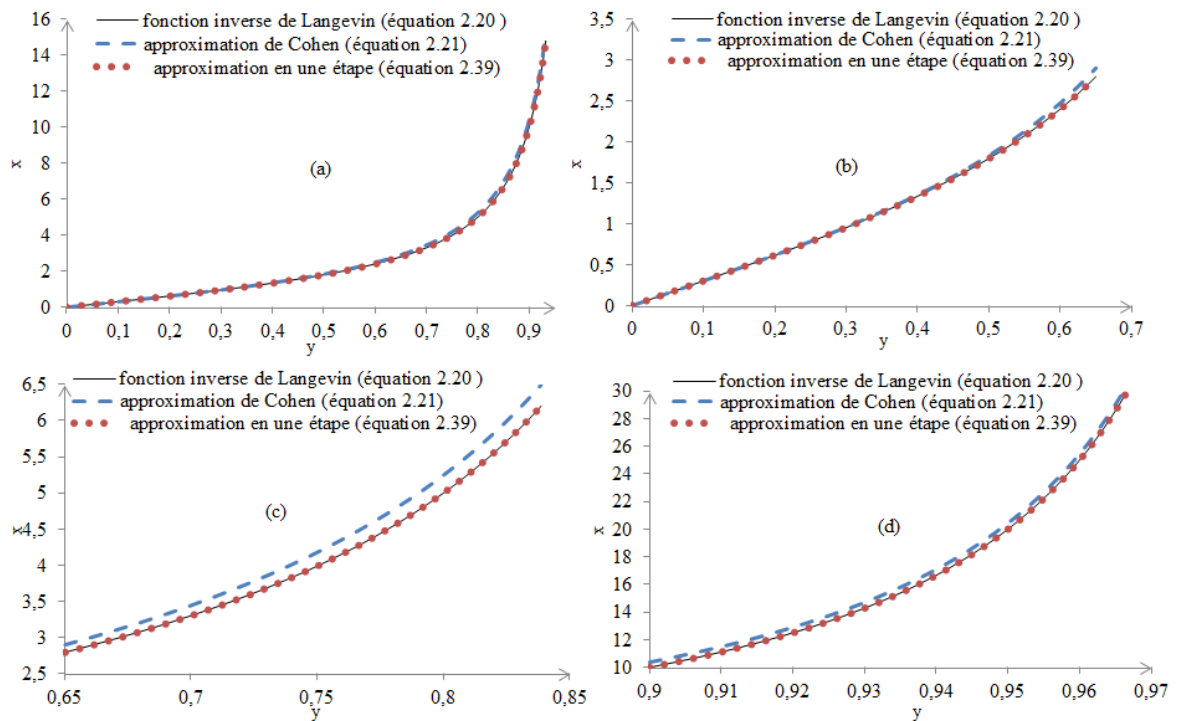 fonction inverse de Langevin (équation 2.20 )
approximation de Cohen (équation 2.21)
approximation en une étape (équation 2.39)
16
14
12
10
8
6
4
2
0
x
(a)
0 0,1 0,2 0,3 0,4 0,5 0,6 0,7 0,8 0,9
y
fonction inverse de Langevin (équation 2.20 )
approximation de Cohen (équation 2.21)
approximation en une étape (équation 2.39)
3,5
3
2,5
2
1,5
1
0,5
0
x
(b)
0 0,1 0,2 0,3 0,4 0,5 0,6 0,7
y
fonction inverse de Langevin (équation 2.20 )
approximation de Cohen (équation 2.21)
approximation en une étape (équation 2.39)
6,5
6
5,5
5
4,5
4
3,5
3
2,5
x
(c)
0,65 0,7 0,75 0,8 0,85
y
fonction inverse de Langevin (équation 2.20 )
approximation de Cohen (équation 2.21)
approximation en une étape (équation 2.39)
30
28
26
24
22
20
18
16
14
12
10
x
(d)
0,9 0,91 0,92 0,93 0,94 0,95 0,96 0,97
y